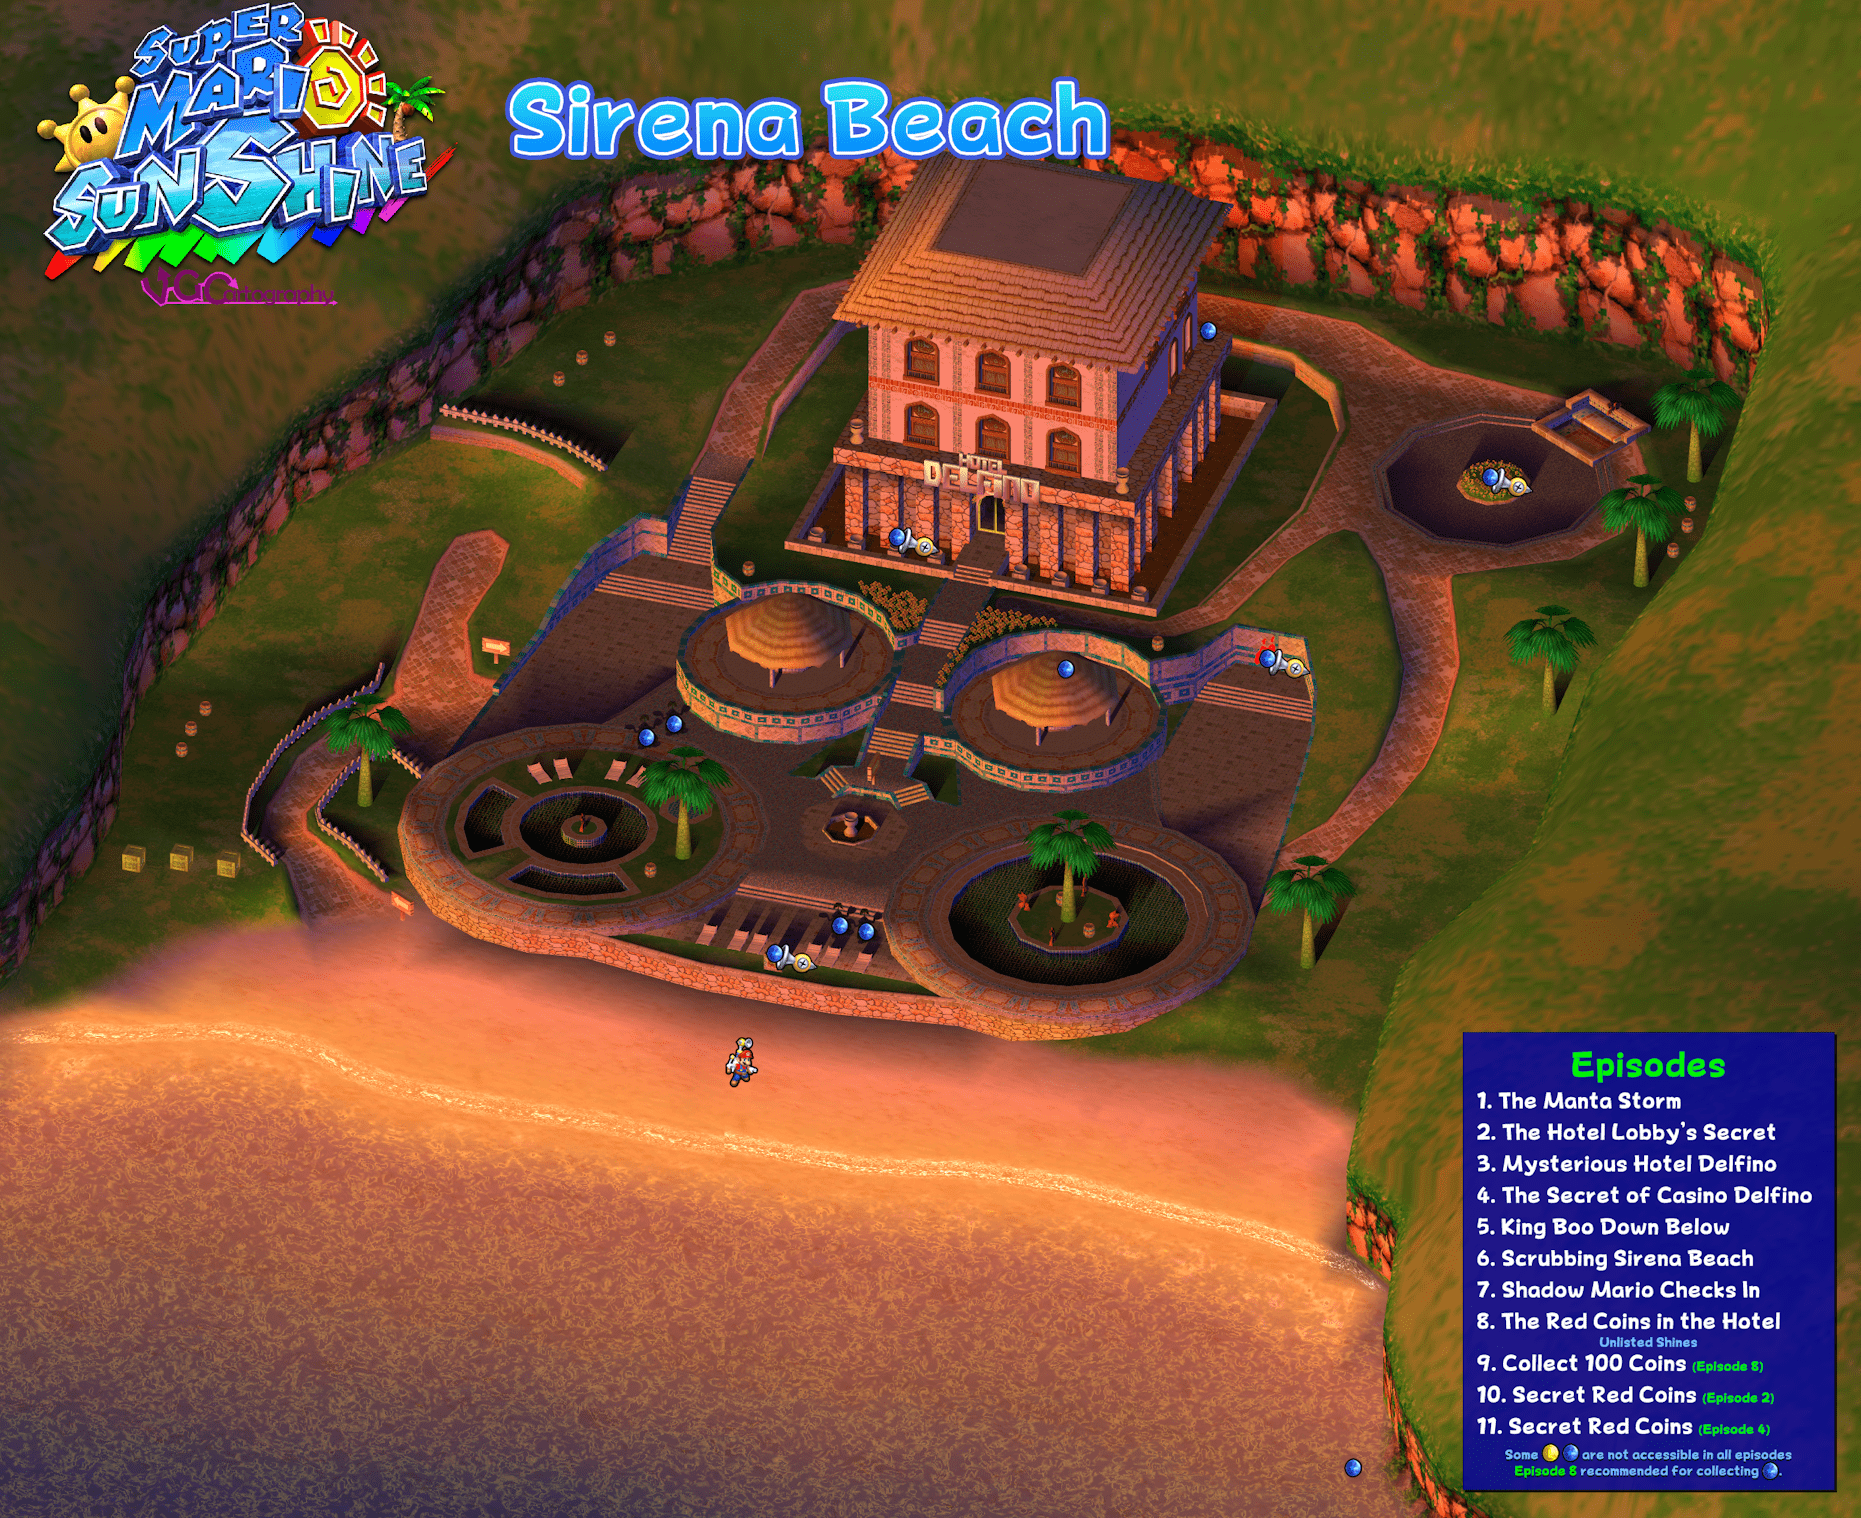 SUPER
MARIO
SUNSHINE
VGCartography
Sirena Beach
HOTEL
DELFINO
Episodes
1. The Manta Storm
2. The Hotel Lobby's Secret
3. Mysterious Hotel Delfino
4. The Secret of Casino Delfino
5. King Boo Down Below
6. Scrubbing Sirena Beach
7. Shadow Mario Checks In
8. The Red Coins in the Hotel
Unlisted Shines
9. Collect 100 Coins (Episode 8)
10. Secret Red Coins (Episode 2)
11. Secret Red Coins (Episode 4)
Some are not accessible in all episodes
Episode 8 recommended for collecting .